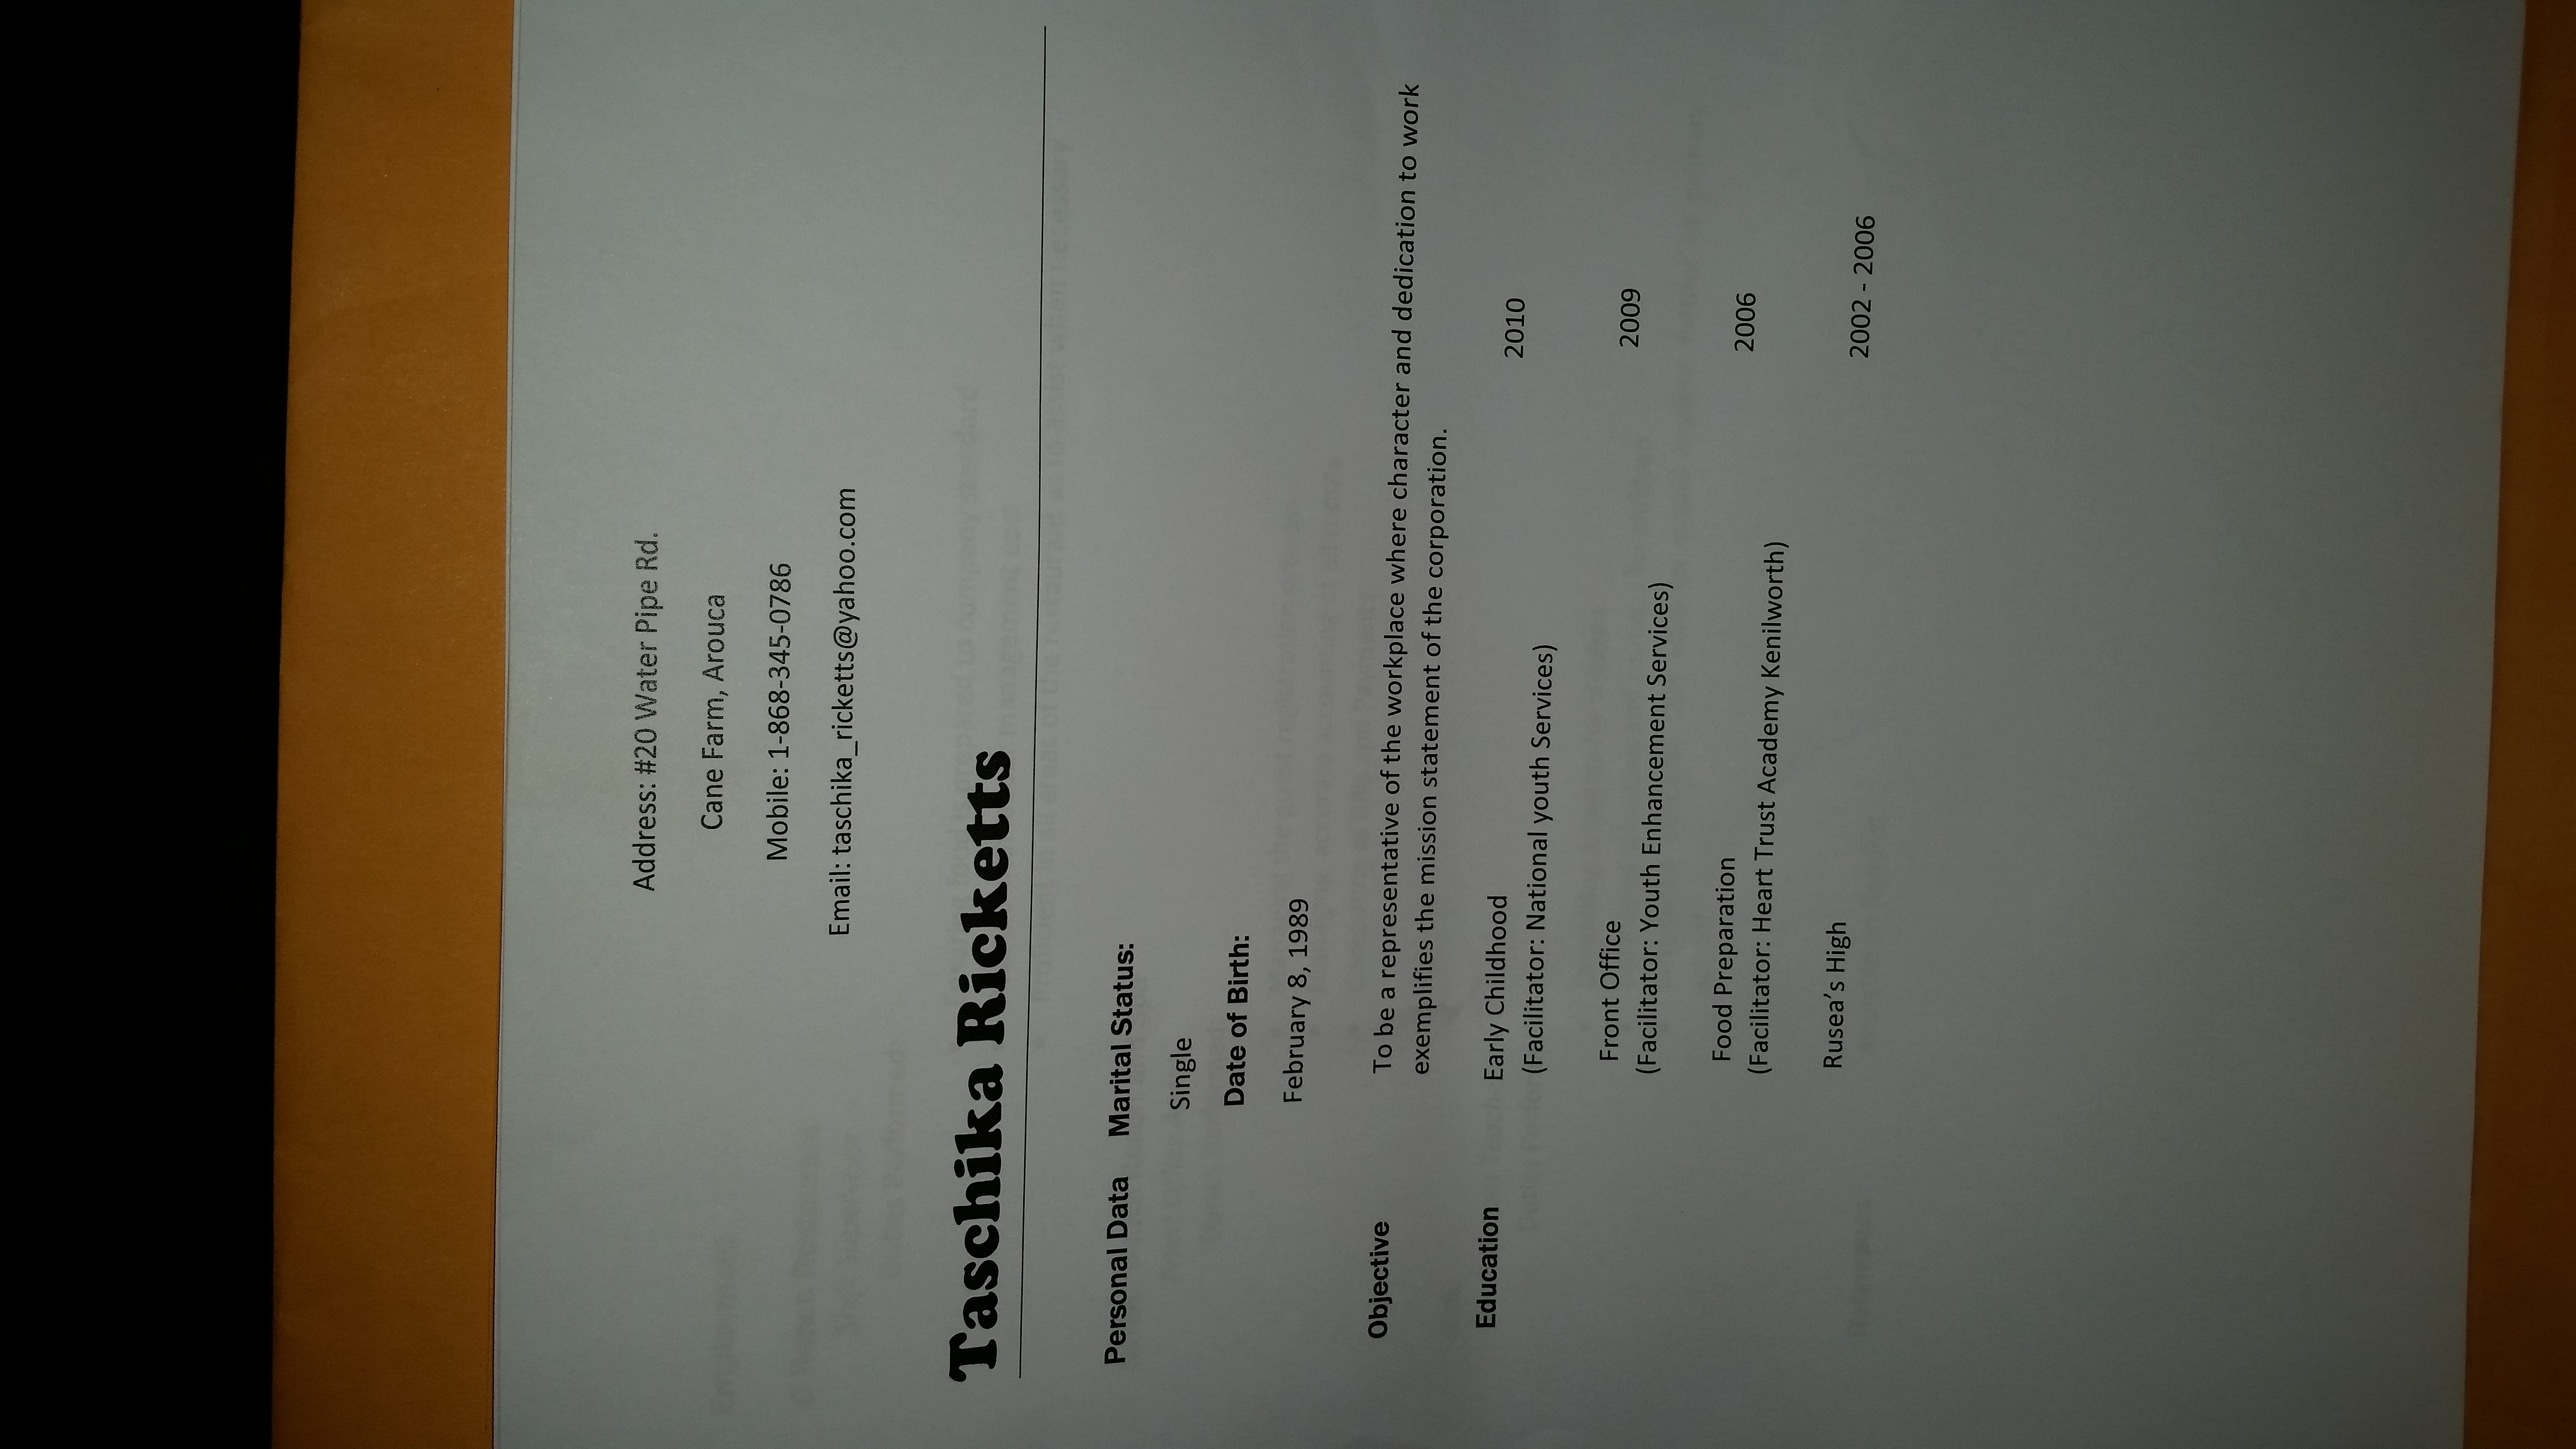 Address: #20 Water Pipe Rd.
Cane Farm, Arouca
Mobile: 1-868-345-0786
Email: taschika_ricketts@yahoo.com
Taschika Ricketts
Personal Data Marital Status:
Single
Date of Birth:
February 8, 1989
Objective To be a representative of the workplace where character and dedication to work
exemplifies the mission statement of the corporation.
Education Early Childhood 2010
(Facilitator: National youth Services)
Front Office 2009
(Facilitator: Youth Enhancement Services)
Food Preparation 2006
(Facilitator: Heart Trust Academy Kenilworth)
Rusea’s High 2002 - 2006